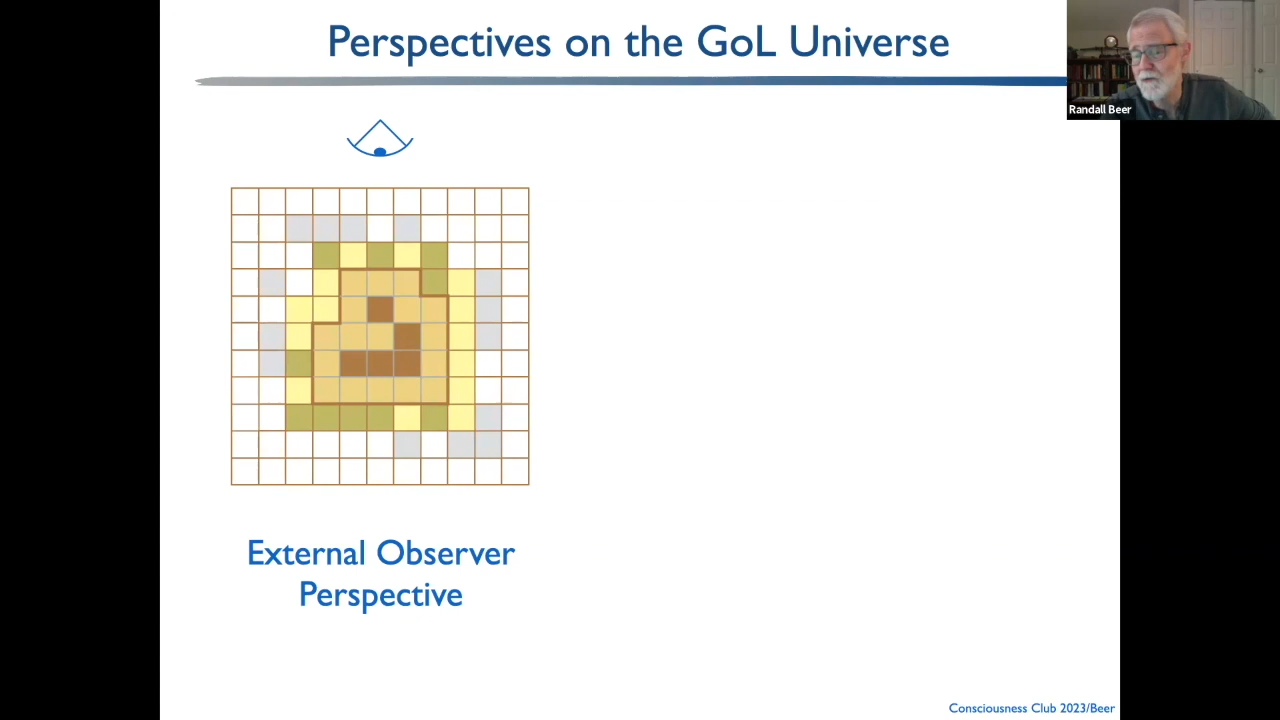 Perspectives on the GoL Universe
Randall Beer
External Observer
Perspective
Consciousness Club 2023/Beer